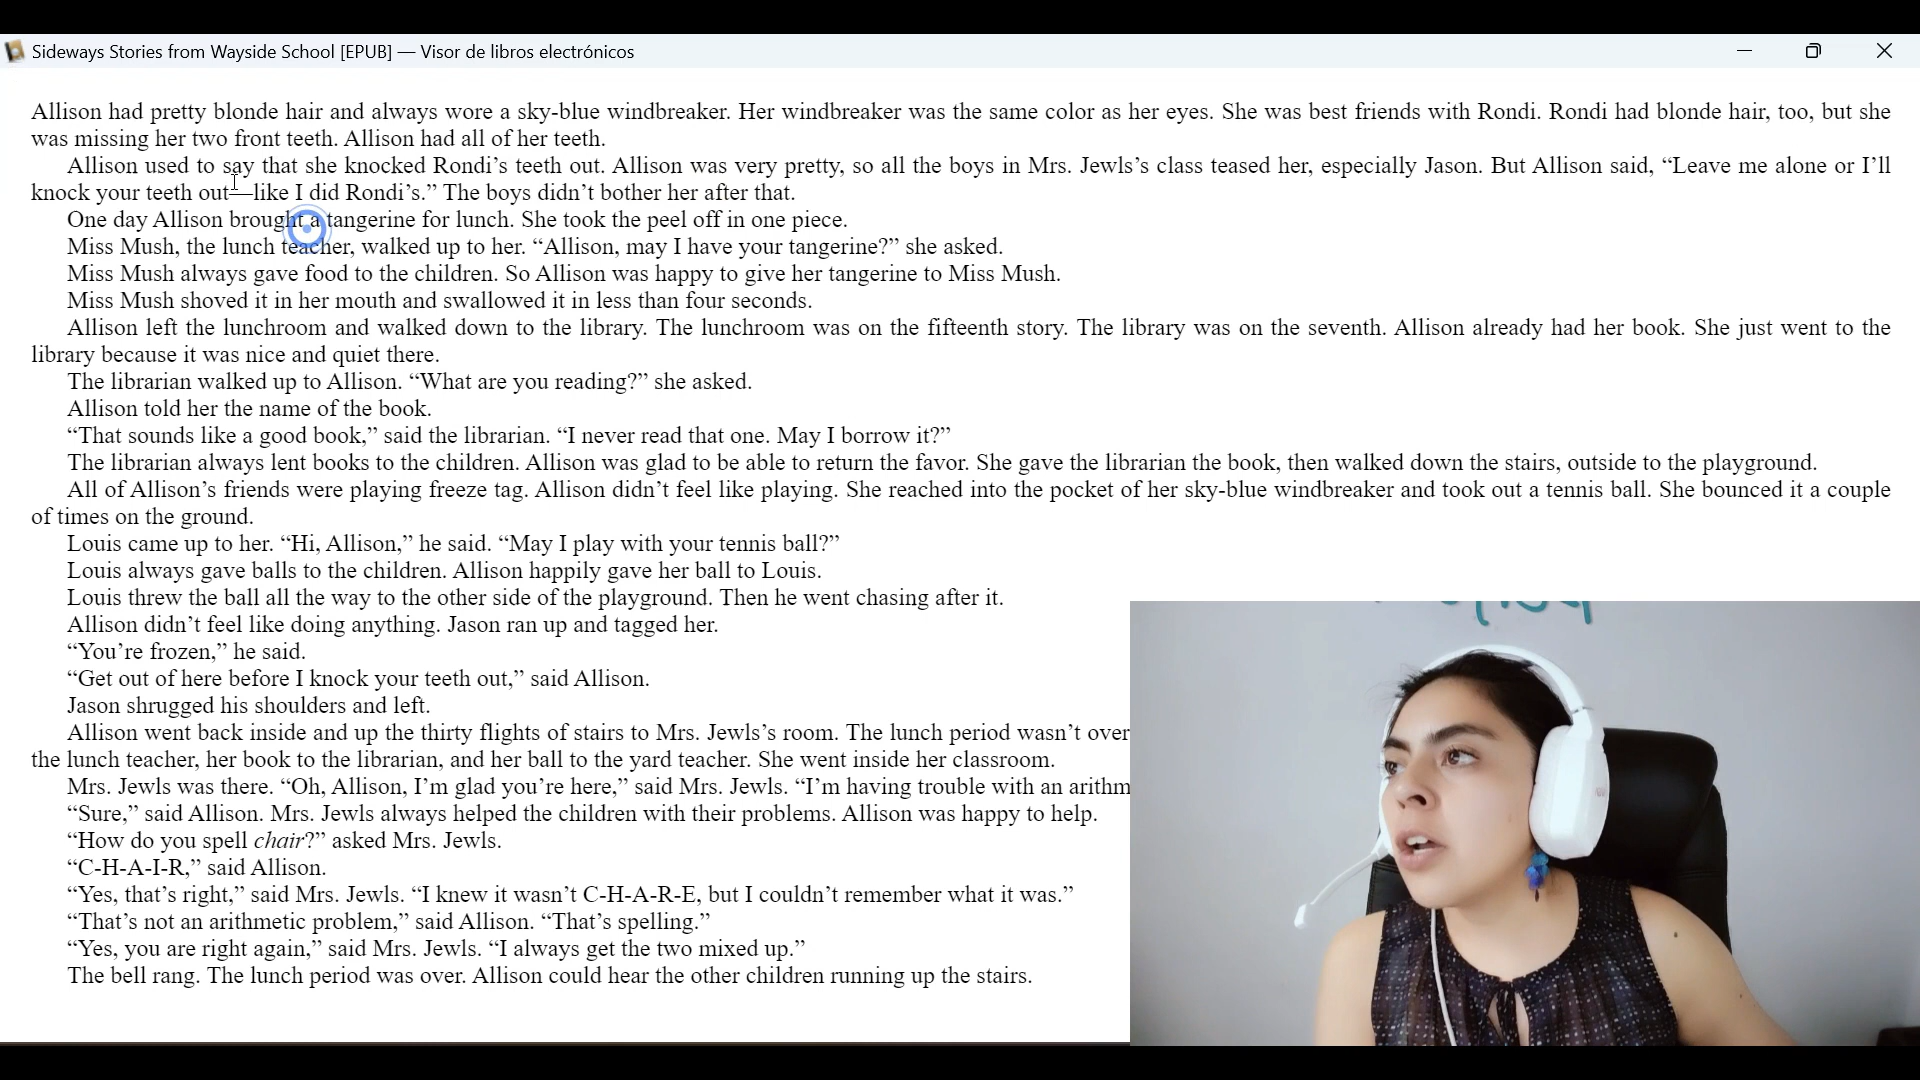 Sideways Stories from Wayside School [EPUB] — Visor de libros electrónicos
Allison had pretty blonde hair and always wore a sky-blue windbreaker. Her windbreaker was the same color as her eyes. She was best friends with Rondi. Rondi had blonde hair, too, but she
was missing her two front teeth. Allison had all of her teeth.
Allison used to say that she knocked Rondi’s teeth out. Allison was very pretty, so all the boys in Mrs. Jewls’s class teased her, especially Jason. But Allison said, “Leave me alone or I’ll
knock your teeth out—like I did Rondi’s.” The boys didn’t bother her after that.
One day Allison brought a tangerine for lunch. She took the peel off in one piece.
Miss Mush, the lunch teacher, walked up to her. “Allison, may I have your tangerine?” she asked.
Miss Mush always gave food to the children. So Allison was happy to give her tangerine to Miss Mush.
Miss Mush shoved it in her mouth and swallowed it in less than four seconds.
Allison left the lunchroom and walked down to the library. The lunchroom was on the fifteenth story. The library was on the seventh. Allison already had her book. She just went to the
library because it was nice and quiet there.
The librarian walked up to Allison. “What are you reading?” she asked.
Allison told her the name of the book.
“That sounds like a good book,” said the librarian. “I never read that one. May I borrow it?”
The librarian always lent books to the children. Allison was glad to be able to return the favor. She gave the librarian the book, then walked down the stairs, outside to the playground.
All of Allison’s friends were playing freeze tag. Allison didn’t feel like playing. She reached into the pocket of her sky-blue windbreaker and took out a tennis ball. She bounced it a couple
of times on the ground.
Louis came up to her. “Hi, Allison,” he said. “May I play with your tennis ball?”
Louis always gave balls to the children. Allison happily gave her ball to Louis.
Louis threw the ball all the way to the other side of the playground. Then he went chasing after it.
Allison didn’t feel like doing anything. Jason ran up and tagged her.
“You’re frozen,” he said.
“Get out of here before I knock your teeth out,” said Allison.
Jason shrugged his shoulders and left.
Allison went back inside and up the thirty flights of stairs to Mrs. Jewls’s room. The lunch period wasn’t over
the lunch teacher, her book to the librarian, and her ball to the yard teacher. She went inside her classroom.
Mrs. Jewls was there. “Oh, Allison, I’m glad you’re here,” said Mrs. Jewls. “I’m having trouble with an arithm
“Sure,” said Allison. Mrs. Jewls always helped the children with their problems. Allison was happy to help.
“How do you spell chair?” asked Mrs. Jewls.
“C-H-A-I-R,” said Allison.
“Yes, that’s right,” said Mrs. Jewls. “I knew it wasn’t C-H-A-R-E, but I couldn’t remember what it was.”
“That’s not an arithmetic problem,” said Allison. “That’s spelling.”
“Yes, you are right again,” said Mrs. Jewls. “I always get the two mixed up.”
The bell rang. The lunch period was over. Allison could hear the other children running up the stairs.